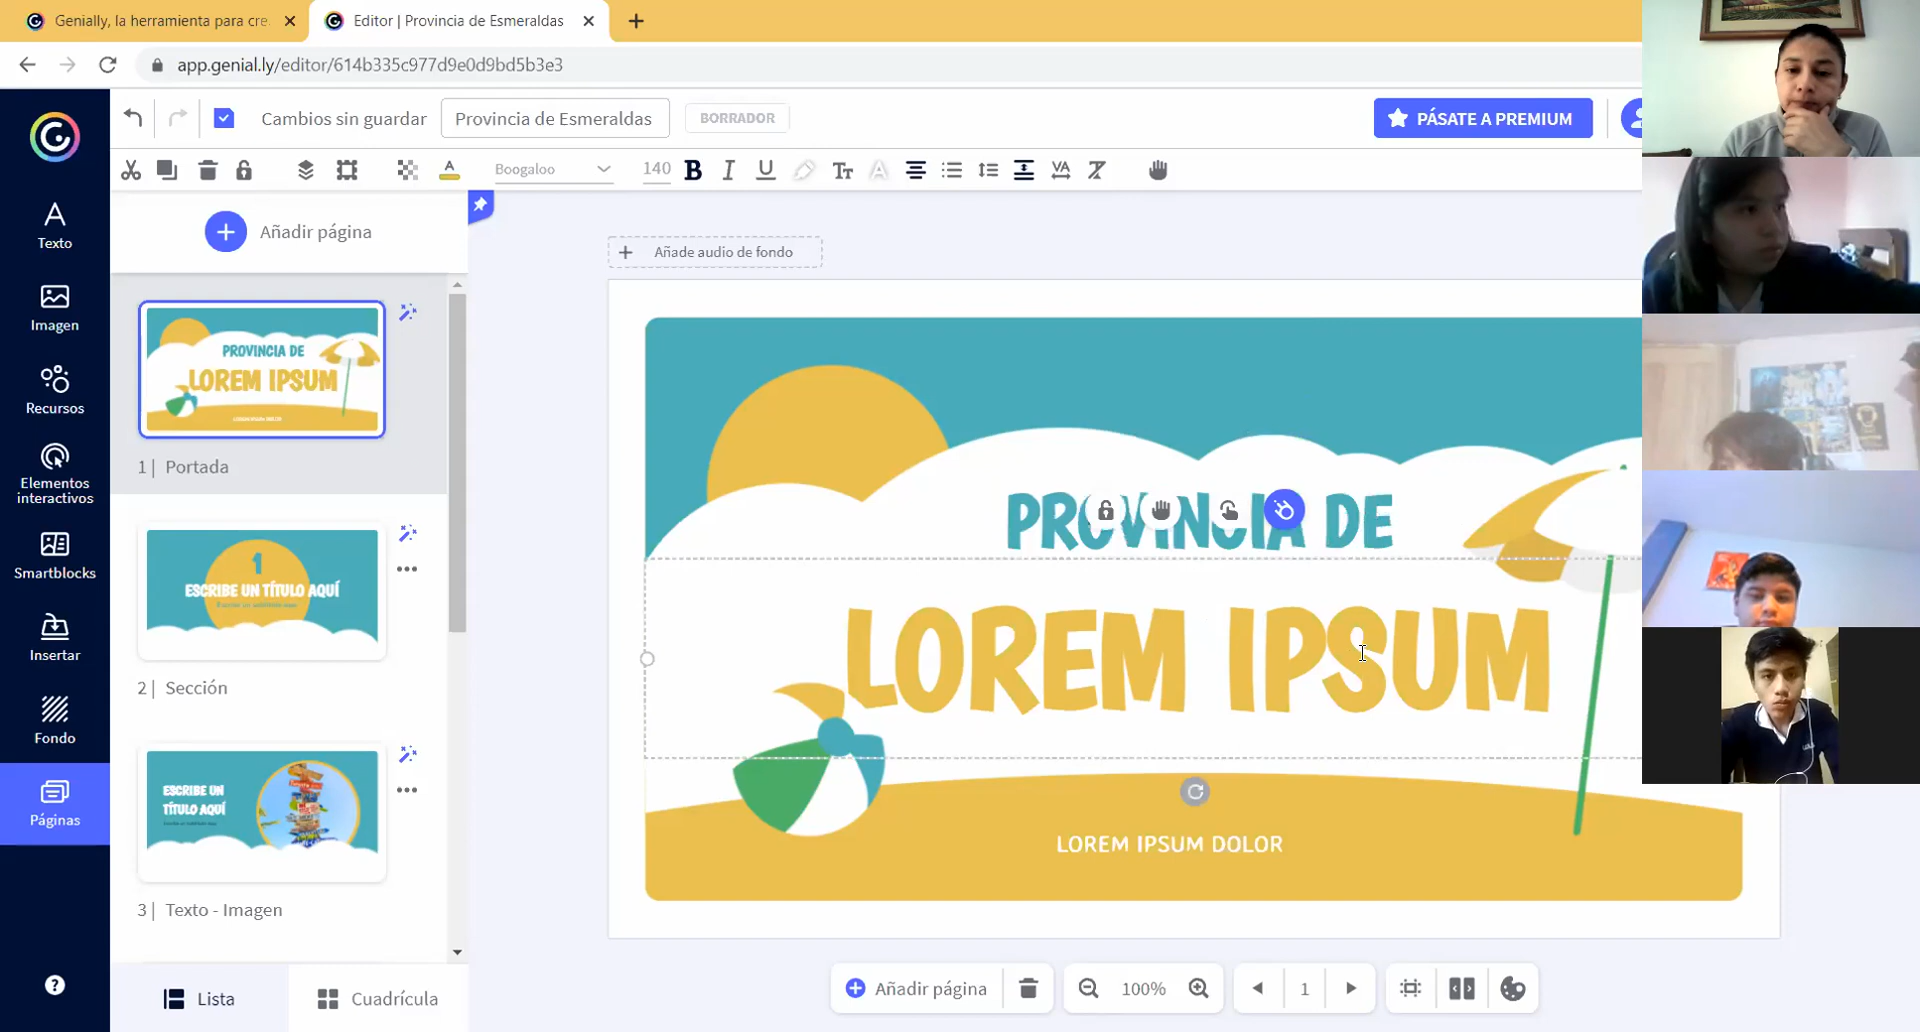 Genially, la herramienta para cre
Editor | Provincia de Esmeraldas
app.genial.ly/editor/614b335c977d9e0d9bd5b3e3
Cambios sin guardar
Provincia de Esmeraldas
BORRADOR
PÁSATE A PREMIUM
Boogaloo
140
B I U
Texto
Imagen
Recursos
Elementos
interactivos
Smartblocks
Insertar
Fondo
Páginas
Añadir página
PROVINCIA DE
LOREM IPSUM
LOREM IPSUM DOLOR
1 | Portada
1
ESCRIBE UN TÍTULO AQUÍ
2 | Sección
ESCRIBE UN
TÍTULO AQUÍ
3 | Texto - Imagen
Lista
Cuadrícula
Añade audio de fondo
PROVINCIA DE
LOREM IPSUM
LOREM IPSUM DOLOR
Añadir página
100%
1